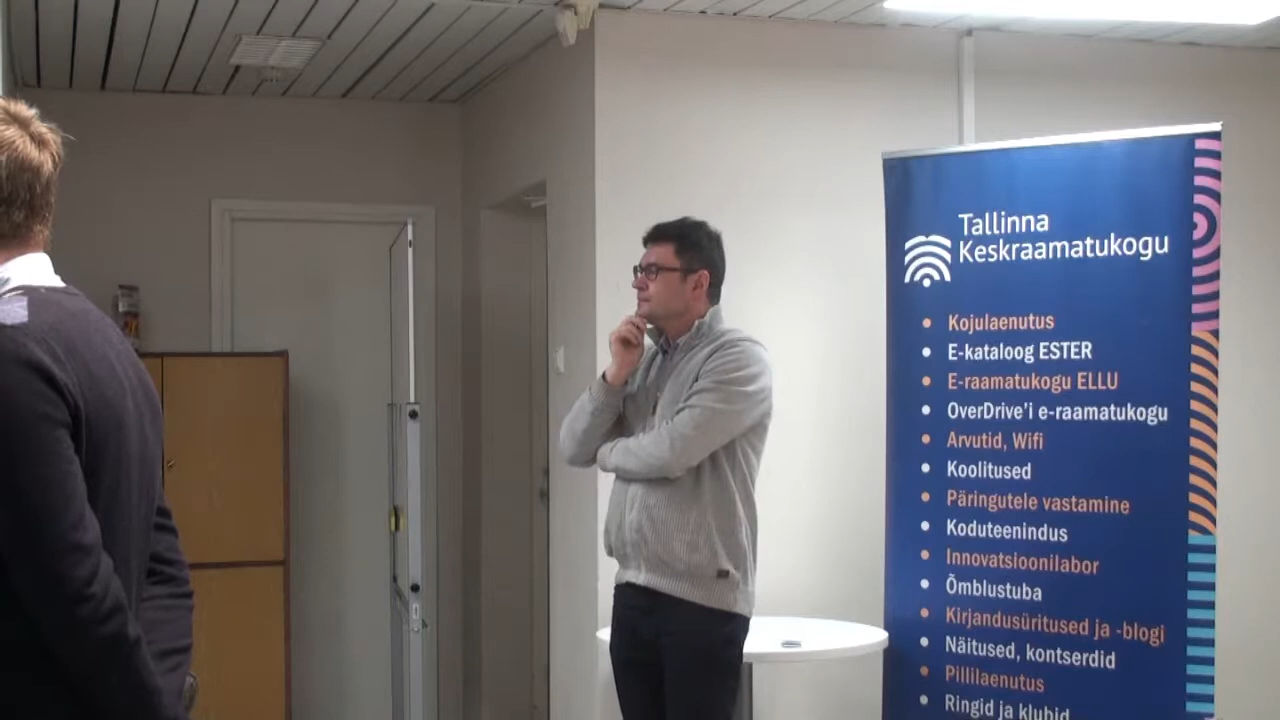 Tallinna
Keskraamatukogu
Kojulaenutus
E-kataloog ESTER
E-raamatukogu ELLU
OverDrive'i e-raamatukogu
Arvutid, Wifi
Koolitused
Päringutele vastamine
Koduteenindus
Innovatsioonilabor
Õmblustuba
Kirjandusüritused ja -blogi
Näitused, kontserdid
Pillilaenutus
Ringid ja klubid